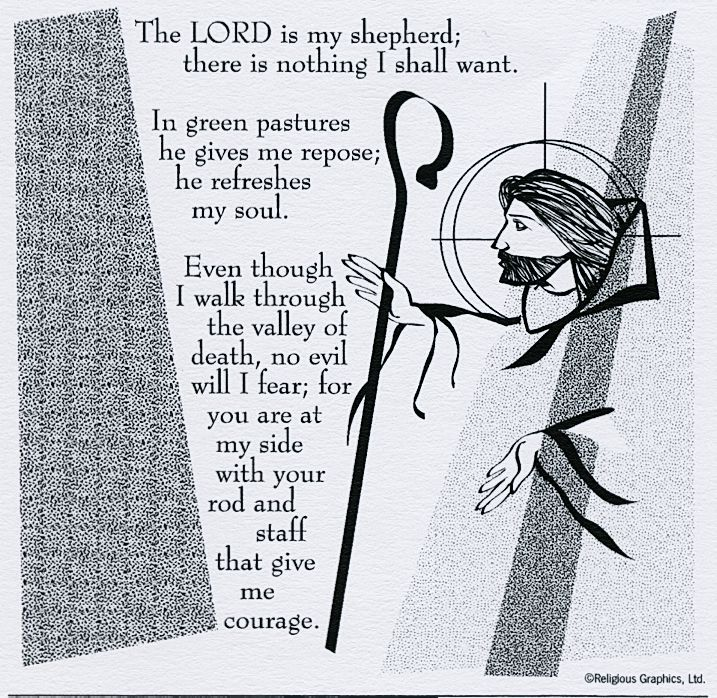 The LORD is my shepherd;
there is nothing I shall want.
In green pastures
he gives me repose;
he refreshes
my soul.
Even though
I walk through
the valley of
death, no evil
will I fear; for
you are at
my side
with your
rod and
staff
that give
me
courage.
©Religious Graphics, Ltd.